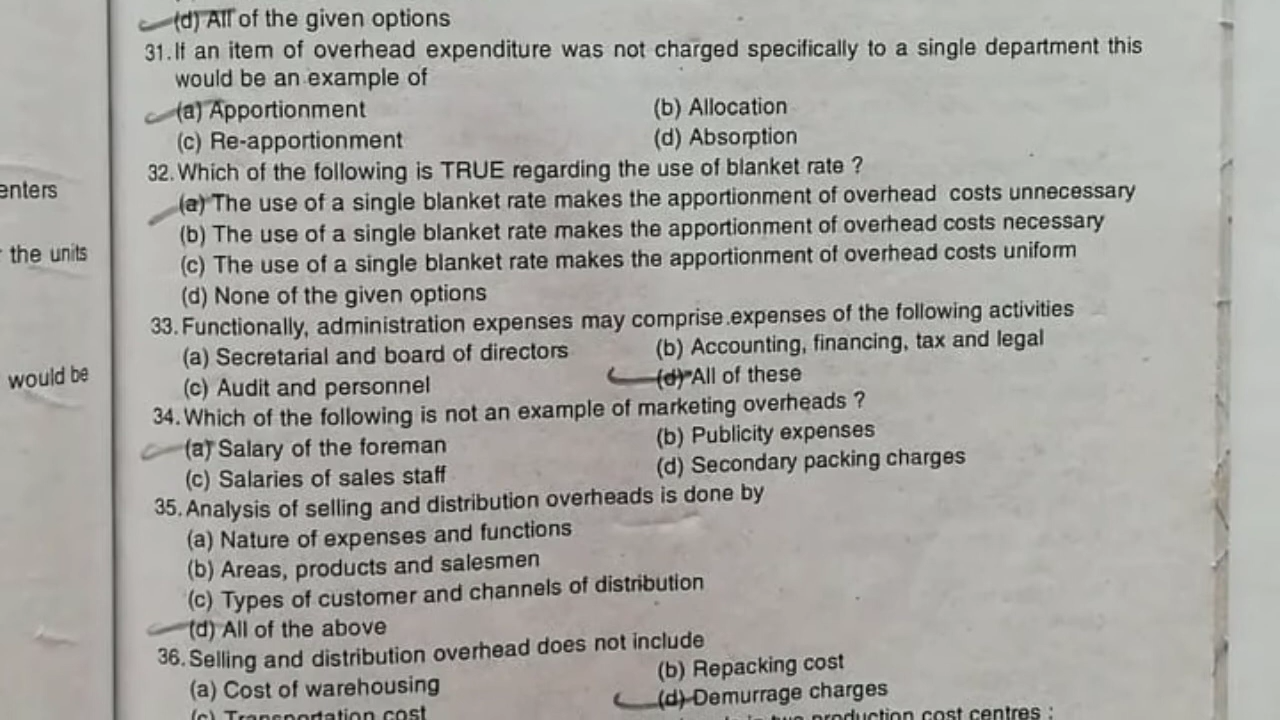 (d) All of the given options
31. If an item of overhead expenditure was not charged specifically to a single department this
would be an example of
(a) Apportionment (b) Allocation
(c) Re-apportionment (d) Absorption
32. Which of the following is TRUE regarding the use of blanket rate ?
(a) The use of a single blanket rate makes the apportionment of overhead costs unnecessary
(b) The use of a single blanket rate makes the apportionment of overhead costs necessary
(c) The use of a single blanket rate makes the apportionment of overhead costs uniform
(d) None of the given options
33. Functionally, administration expenses may comprise expenses of the following activities
(a) Secretarial and board of directors (b) Accounting, financing, tax and legal
(c) Audit and personnel (d) All of these
34. Which of the following is not an example of marketing overheads ?
(a) Salary of the foreman (b) Publicity expenses
(c) Salaries of sales staff (d) Secondary packing charges
35. Analysis of selling and distribution overheads is done by
(a) Nature of expenses and functions
(b) Areas, products and salesmen
(c) Types of customer and channels of distribution
(d) All of the above
36. Selling and distribution overhead does not include
(a) Cost of warehousing (b) Repacking cost
(c) Transportation cost (d) Demurrage charges
production cost centres :
enters
the units
would be